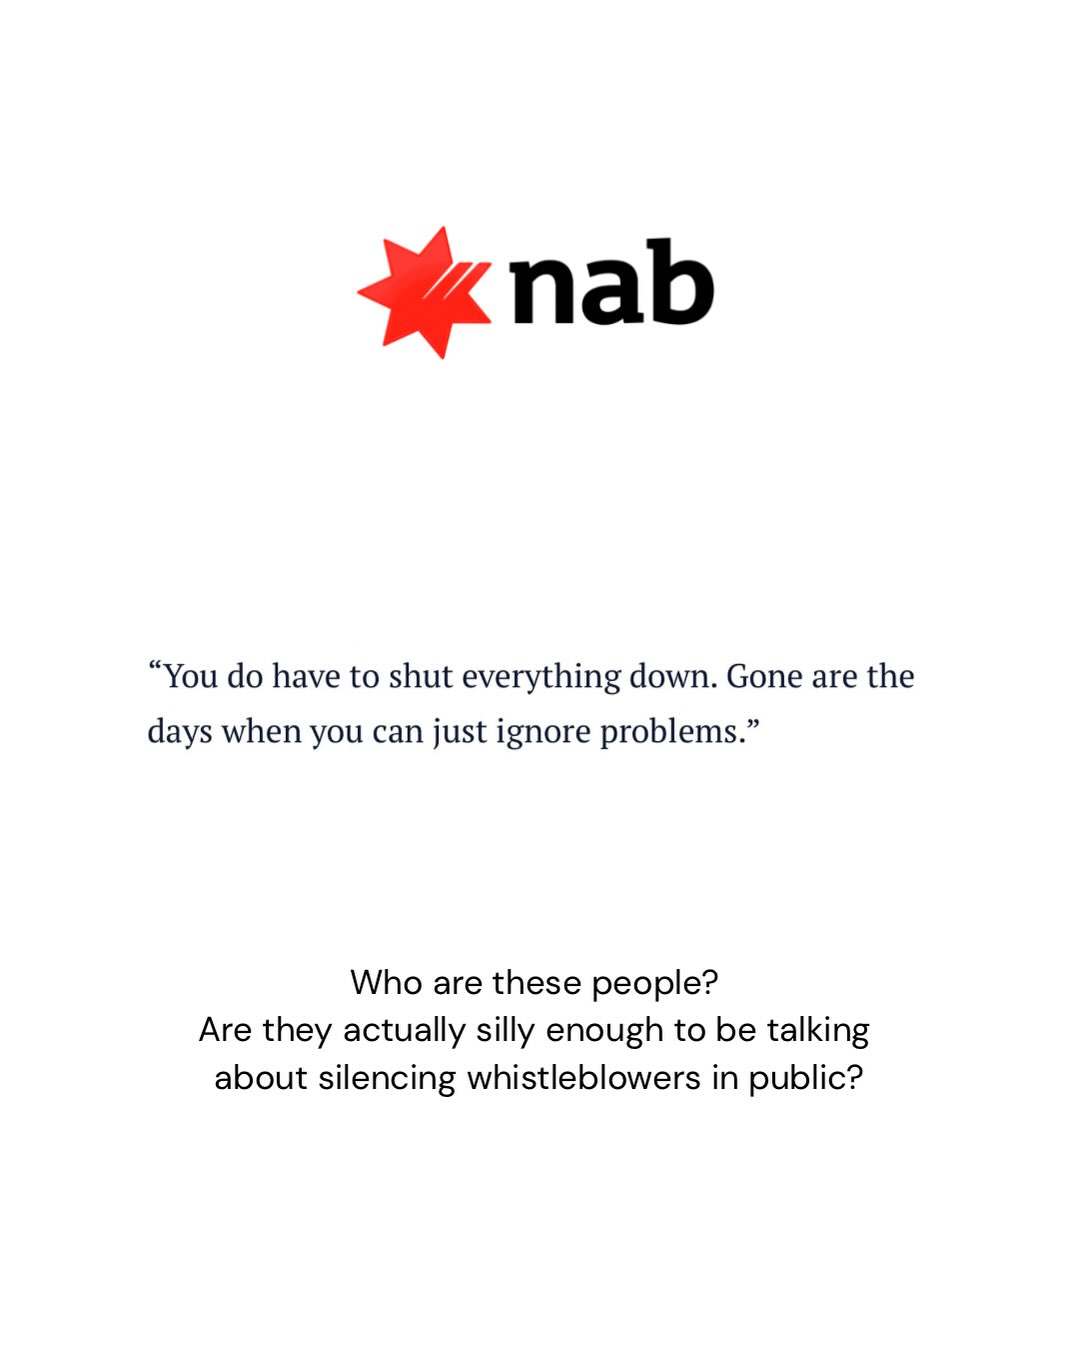 nab
“You do have to shut everything down. Gone are the
days when you can just ignore problems.”
Who are these people?
Are they actually silly enough to be talking
about silencing whistleblowers in public?